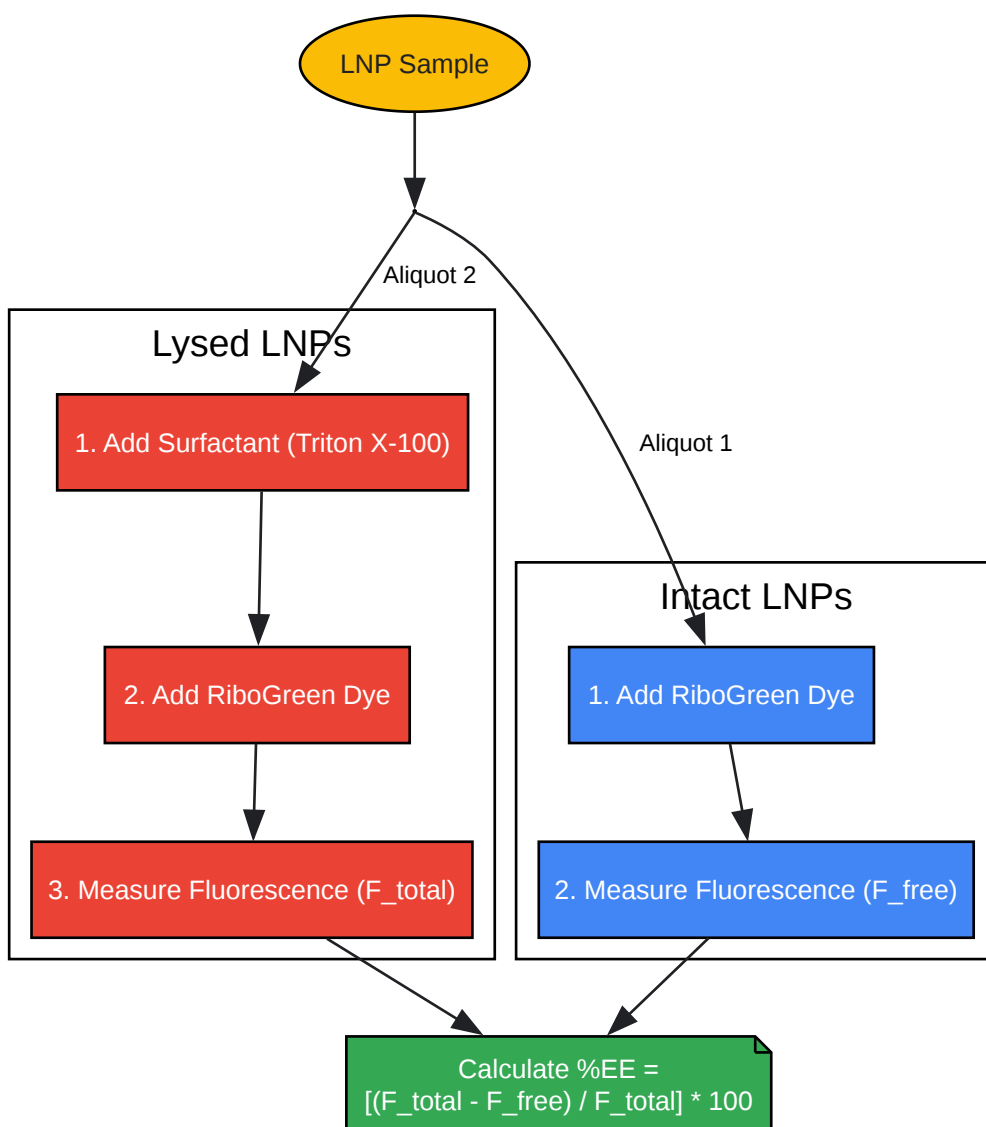 LNP Sample
Aliquot 2
Lysed LNPs
1. Add Surfactant (Triton X-100)
Aliquot 1
Intact LNPs
2. Add RiboGreen Dye
1. Add RiboGreen Dye
3. Measure Fluorescence (F_total)
2. Measure Fluorescence (F_free)
Calculate %EE =
[(F_total - F_free) / F_total] * 100